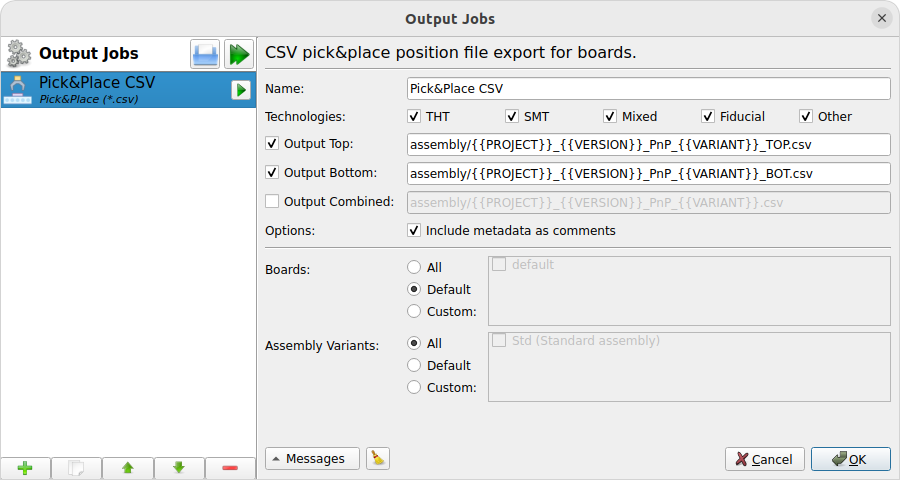 Output Jobs
Output Jobs
Pick&Place CSV
Pick&Place (*.csv)
CSV pick&place position file export for boards.
Name: Pick&Place CSV
Technologies: THT SMT Mixed Fiducial Other
Output Top: assembly/{{PROJECT}}_{{VERSION}}_PnP_{{VARIANT}}_TOP.csv
Output Bottom: assembly/{{PROJECT}}_{{VERSION}}_PnP_{{VARIANT}}_BOT.csv
Output Combined: assembly/{{PROJECT}}_{{VERSION}}_PnP_{{VARIANT}}.csv
Options: Include metadata as comments
Boards: All default
Default
Custom:
Assembly Variants: All Std (Standard assembly)
Default
Custom:
Messages Cancel OK